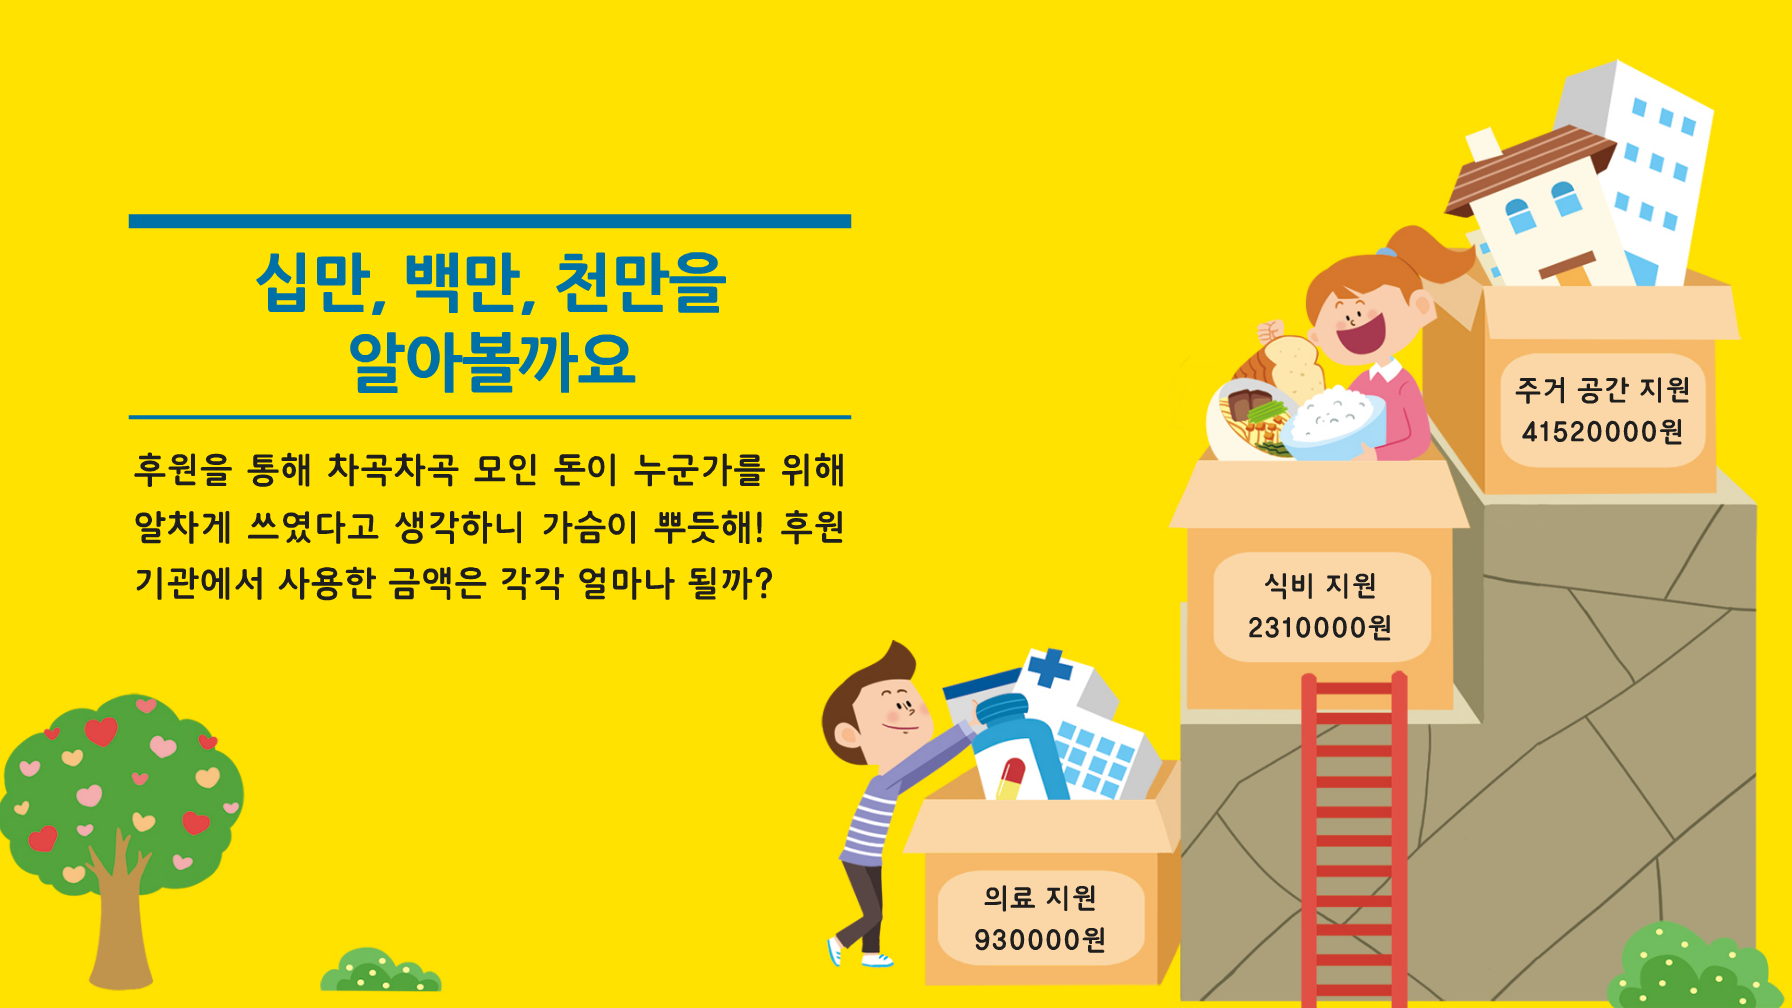 십만, 백만, 천만을
알아볼까요
후원을 통해 차곡차곡 모인 돈이 누군가를 위해
알차게 쓰였다고 생각하니 가슴이 뿌듯해! 후원
기관에서 사용한 금액은 각각 얼마나 될까?
주거 공간 지원
41520000원
식비 지원
2310000원
의료 지원
930000원